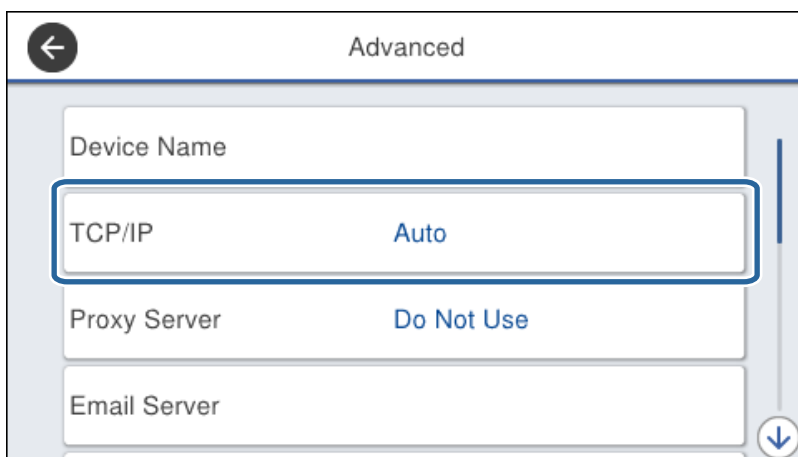 Advanced
Device Name
TCP/IP Auto
Proxy Server Do Not Use
Email Server